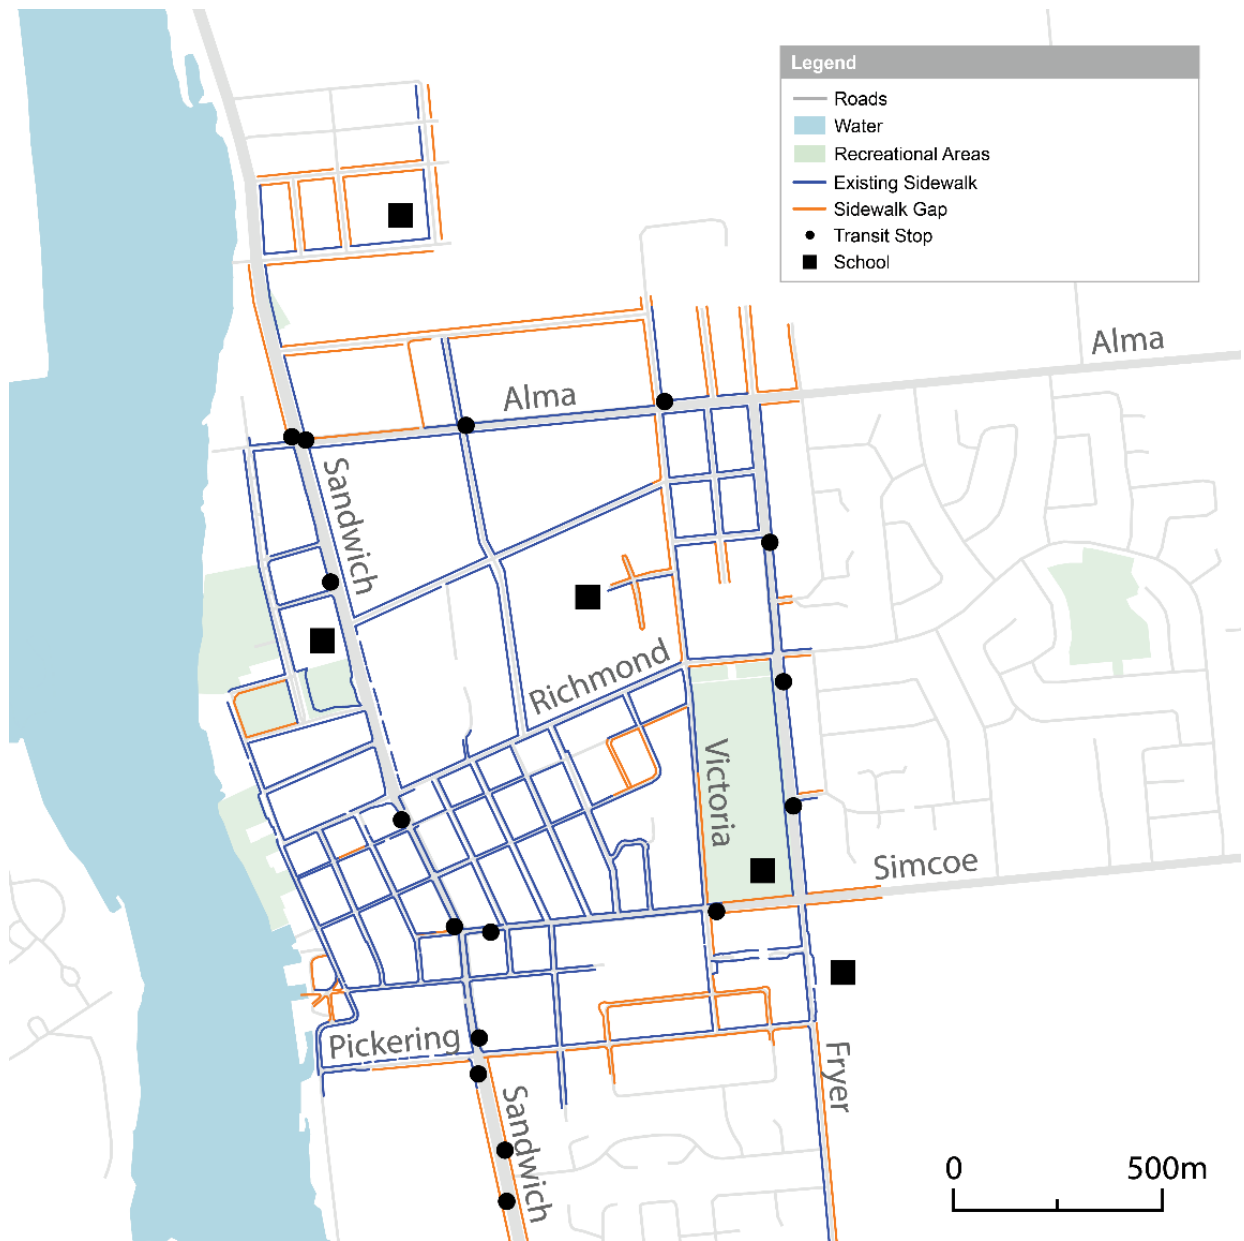 Legend
Roads
Water
Recreational Areas
Existing Sidewalk
Sidewalk Gap
Transit Stop
School
Alma
Alma
Sandwich
Richmond
Victoria
Simcoe
Pickering
Fryer
Sandwich
0 500m